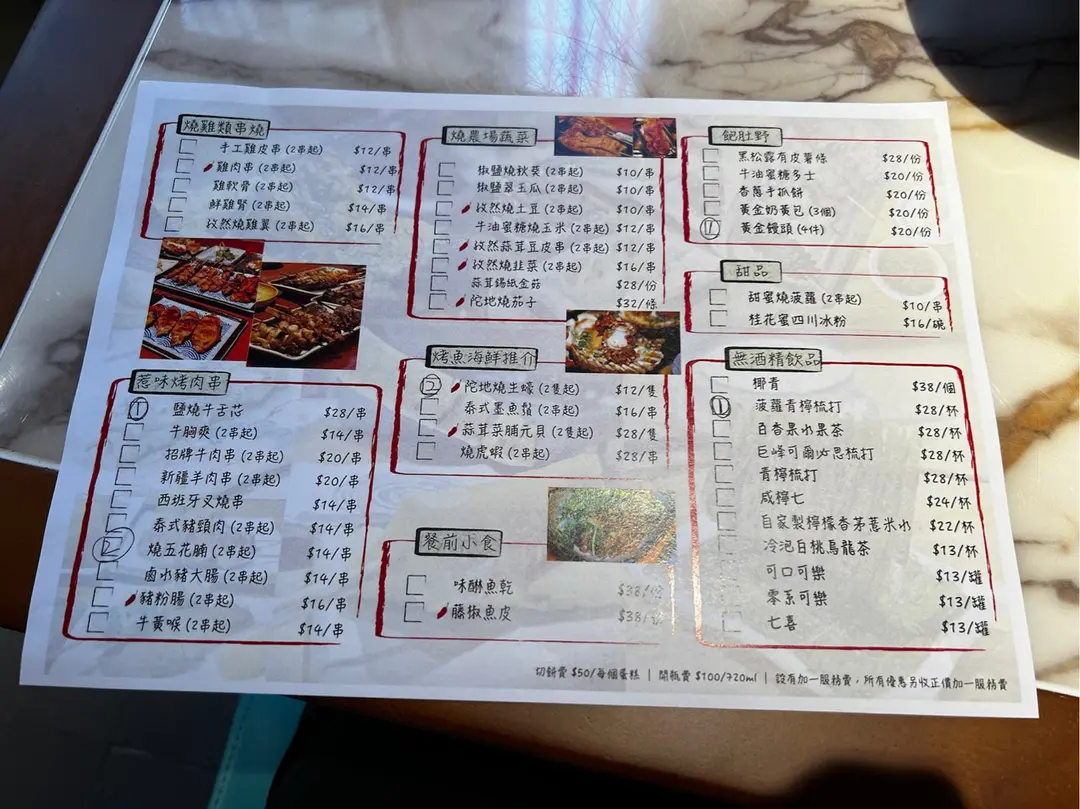 燒雞類串燒
手工雞皮串 (2串起) $12/串
雞肉串 (2串起) $12/串
雞軟骨 (2串起) $12/串
鮮雞腎 (2串起) $14/串
孜然燒雞翼 (2串起) $16/串
惹味烤肉串
1 鹽燒牛舌芯 $28/串
牛胸爽 (2串起) $14/串
招牌牛肉串 (2串起) $20/串
新疆羊肉串 (2串起) $20/串
西班牙叉燒串 $14/串
泰式豬頸肉 (2串起) $14/串
2 燒五花腩 (2串起) $14/串
鹵水豬大腸 (2串起) $14/串
豬粉腸 (2串起) $16/串
牛黃喉 (2串起) $14/串
燒農場蔬菜
椒鹽燒秋葵 (2串起) $10/串
椒鹽翠玉瓜 (2串起) $10/串
孜然燒土豆 (2串起) $10/串
牛油蜜糖燒玉米 (2串起) $12/串
孜然蒜茸豆皮串 (2串起) $12/串
孜然燒韭菜 (2串起) $16/串
蒜茸錫紙金菇 $28/份
陀地燒茄子 $32/條
烤魚海鮮推介
2 陀地燒生蠔 (2隻起) $12/隻
泰式墨魚鬚 (2串起) $16/串
蒜茸菜脯元貝 (2隻起) $28/隻
燒虎蝦 (2串起) $28/串
餐前小食
味醂魚乾 $38/份
藤椒魚皮 $38/份
飽肚野
黑松露有皮薯條 $28/份
牛油蜜糖多士 $20/份
香蔥手抓餅 $20/份
黃金奶黃包 (3個) $20/份
1 黃金饅頭 (4件) $20/份
甜品
甜蜜燒菠蘿 (2串起) $10/串
桂花蜜四川冰粉 $16/碗
無酒精飲品
椰青 $38/個
1 菠蘿青檸梳打 $28/杯
百香果水果茶 $28/杯
巨峰可爾必思梳打 $28/杯
青檸梳打 $28/杯
咸檸七 $24/杯
自家製檸檬香茅薏米水 $22/杯
冷泡白桃烏龍茶 $13/杯
可口可樂 $13/罐
零系可樂 $13/罐
七喜 $13/罐
切餅費 $50/每個蛋糕 | 開瓶費 $100/720ml | 設有加一服務費，所有優惠另收正價加一服務費